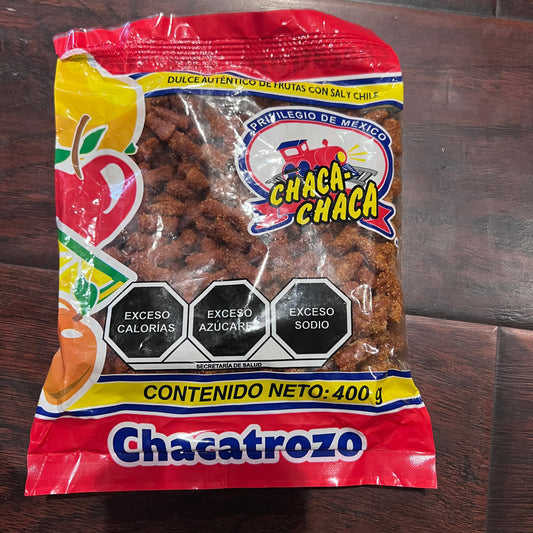 DULCE AUTÉNTICO DE FRUTAS CON SAL Y CHILE
PRIVILEGIO DE MÉXICO
CHACA-
CHACA
EXCESO
CALORÍAS
EXCESO
AZÚCARES
EXCESO
SODIO
SECRETARÍA DE SALUD
CONTENIDO NETO: 400 g
Chacatrozo